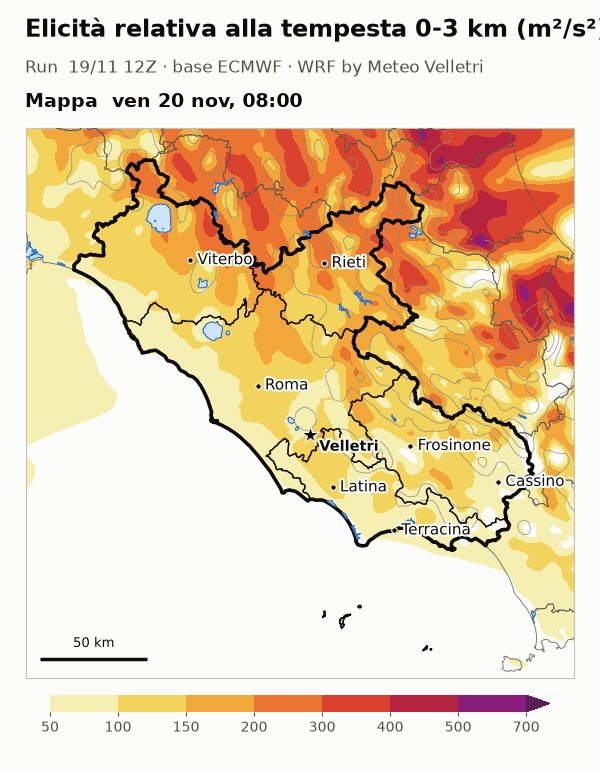 Elicità relativa alla tempesta 0-3 km (m²/s²)
Run  19/11 12Z · base ECMWF · WRF by Meteo Velletri
Mappa  ven 20 nov, 08:00
Viterbo
Rieti
Roma
Velletri
Frosinone
Cassino
Latina
Terracina
50 km
50 100 150 200 300 400 500 700